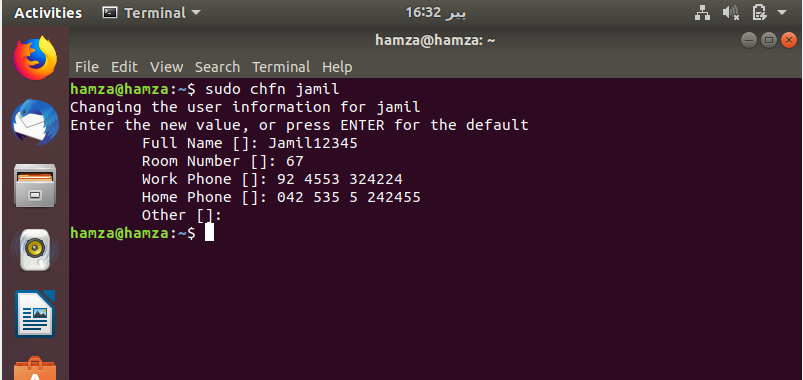 Activities Terminal 16:32 پیر
hamza@hamza: ~
File Edit View Search Terminal Help
hamza@hamza:~$ sudo chfn jamil
Changing the user information for jamil
Enter the new value, or press ENTER for the default
Full Name []: Jamil12345
Room Number []: 67
Work Phone []: 92 4553 324224
Home Phone []: 042 535 5 242455
Other []:
hamza@hamza:~$